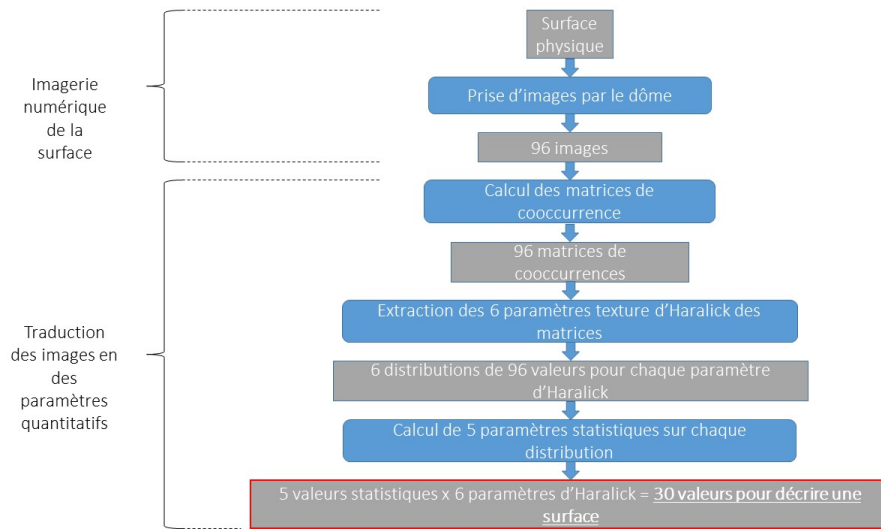 Surface
physique
Imagerie
numérique
de la
surface
Prise d'images par le dôme
96 images
Calcul des matrices de
cooccurrence
96 matrices de
cooccurrences
Traduction
des images en
des
paramètres
quantitatifs
Extraction des 6 paramètres texture d'Haralick des
matrices
6 distributions de 96 valeurs pour chaque paramètre
d'Haralick
Calcul de 5 paramètres statistiques sur chaque
distribution
5 valeurs statistiques x 6 paramètres d'Haralick = 30 valeurs pour décrire une
surface